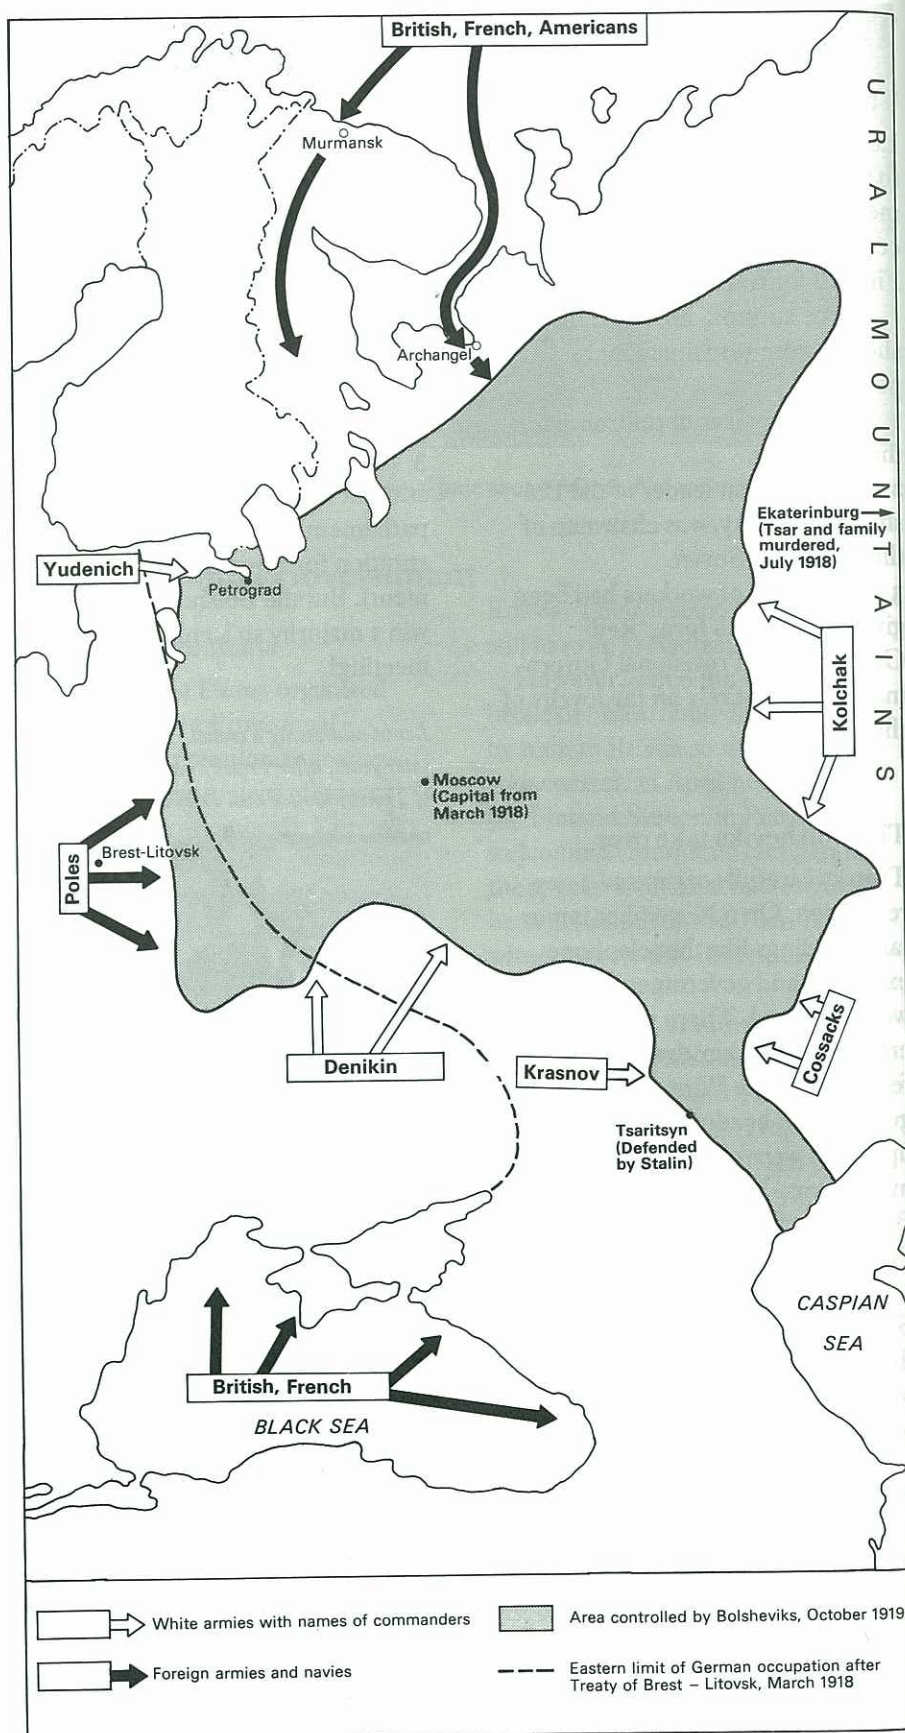 British, French, Americans
URAL MOUNTAINS
Murmansk
Archangel
Ekaterinburg
(Tsar and family
murdered,
July 1918)
Yudenich
Petrograd
Kolchak
Moscow
(Capital from
March 1918)
Poles
Brest-Litovsk
Denikin
Krasnov
Cossacks
Tsaritsyn
(Defended
by Stalin)
CASPIAN
SEA
British, French
BLACK SEA
White armies with names of commanders
Area controlled by Bolsheviks, October 1919
Foreign armies and navies
Eastern limit of German occupation after
Treaty of Brest – Litovsk, March 1918